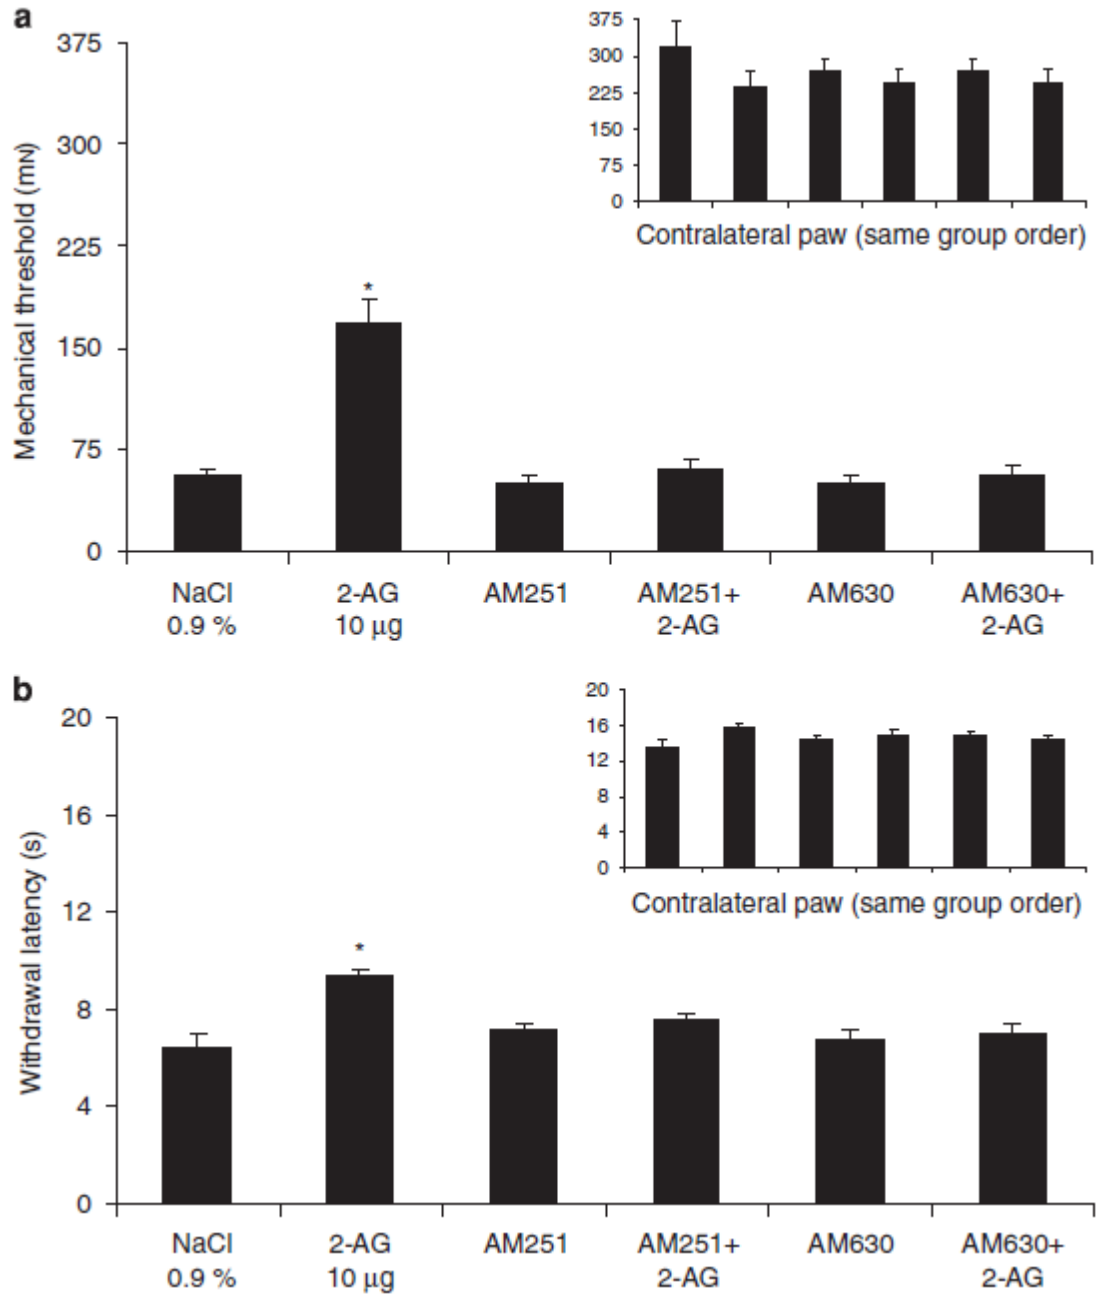 a
375
300
225
150
75
0
Mechanical threshold (mN)
*
375
300
225
150
75
0
Contralateral paw (same group order)
NaCl 2-AG AM251 AM251+ AM630 AM630+
0.9 % 10 µg 2-AG 2-AG
b
20
16
12
8
4
0
Withdrawal latency (s)
*
20
16
12
8
4
0
Contralateral paw (same group order)
NaCl 2-AG AM251 AM251+ AM630 AM630+
0.9 % 10 µg 2-AG 2-AG